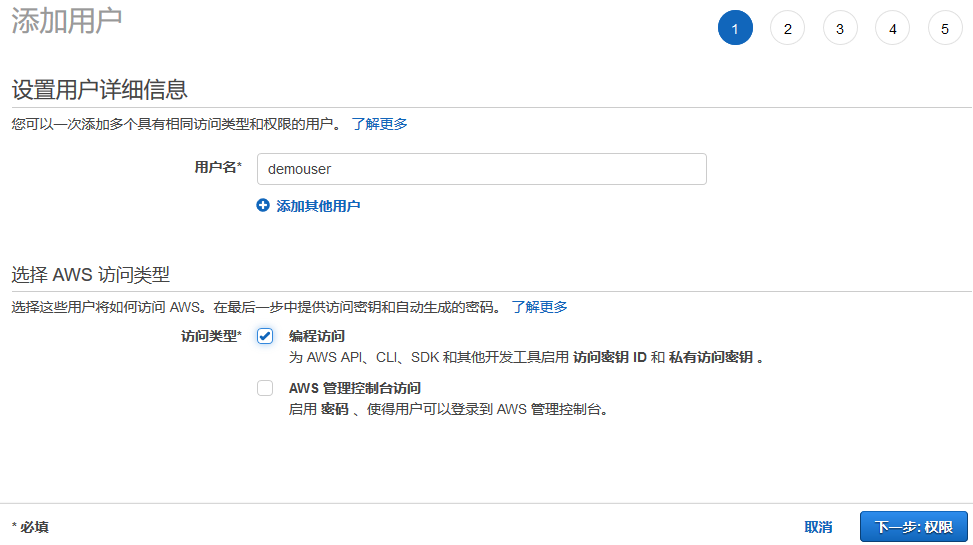 添加用户
1 2 3 4 5
设置用户详细信息
您可以一次添加多个具有相同访问类型和权限的用户。 了解更多
用户名* demouser
添加其他用户
选择 AWS 访问类型
选择这些用户将如何访问 AWS。在最后一步中提供访问密钥和自动生成的密码。 了解更多
访问类型* 编程访问
为 AWS API、CLI、SDK 和其他开发工具启用 访问密钥 ID 和 私有访问密钥 。
AWS 管理控制台访问
启用 密码 、使得用户可以登录到 AWS 管理控制台。
* 必填 取消 下一步: 权限